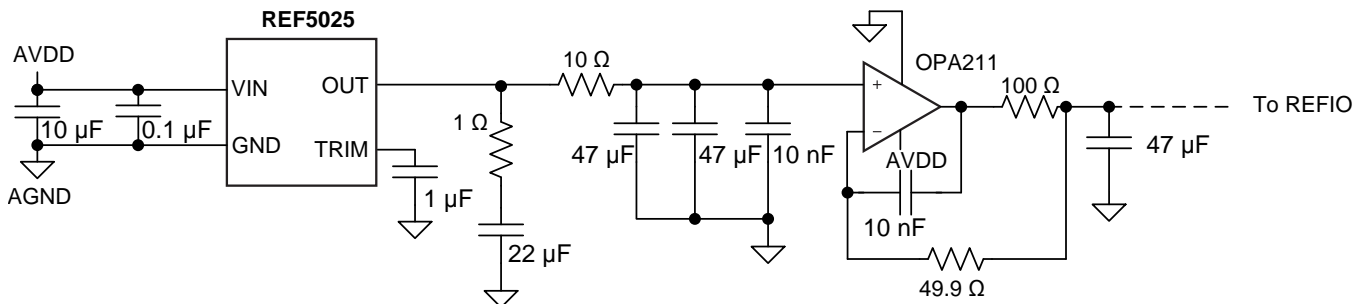 REF5025
AVDD
VIN
OUT
10 Ω
OPA211
100 Ω
To REFIO
+
−
10 µF
0.1 µF
1 Ω
GND
TRIM
47 µF
47 µF
10 nF
AVDD
47 µF
AGND
1 µF
10 nF
22 µF
49.9 Ω